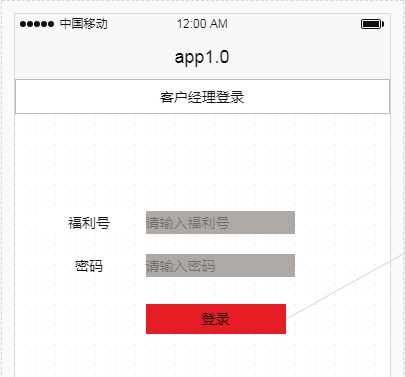 中国移动 12:00 AM
app1.0
客户经理登录
福利号 请输入福利号
密码 请输入密码
登录